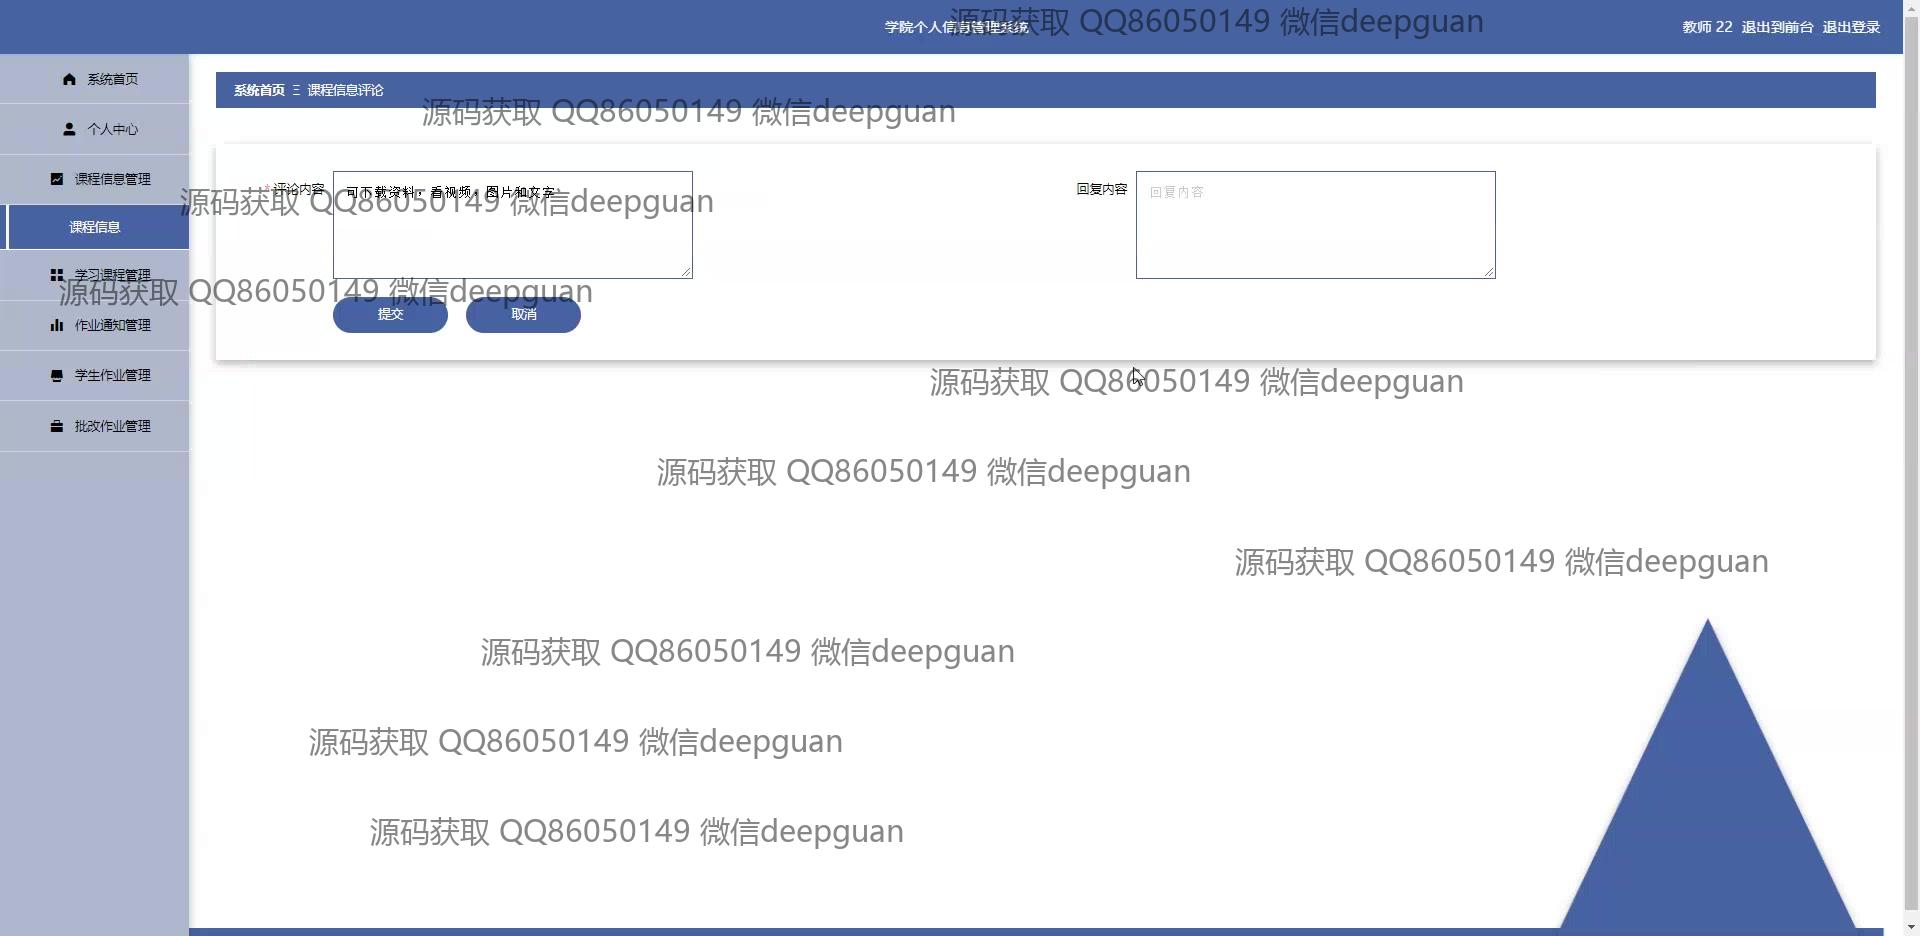 学院个人信息管理系统
源码获取 QQ86050149 微信deepguan
教师 22 退出到前台 退出登录
系统首页
系统首页 Ξ 课程信息评论
源码获取 QQ86050149 微信deepguan
个人中心
课程信息管理
*评论内容
可下载资料，看视频，图片和文字
回复内容
回复内容
源码获取 QQ86050149 微信deepguan
课程信息
学习课程管理
源码获取 QQ86050149 微信deepguan
提交
取消
作业通知管理
学生作业管理
源码获取 QQ86050149 微信deepguan
批改作业管理
源码获取 QQ86050149 微信deepguan
源码获取 QQ86050149 微信deepguan
源码获取 QQ86050149 微信deepguan
源码获取 QQ86050149 微信deepguan
源码获取 QQ86050149 微信deepguan